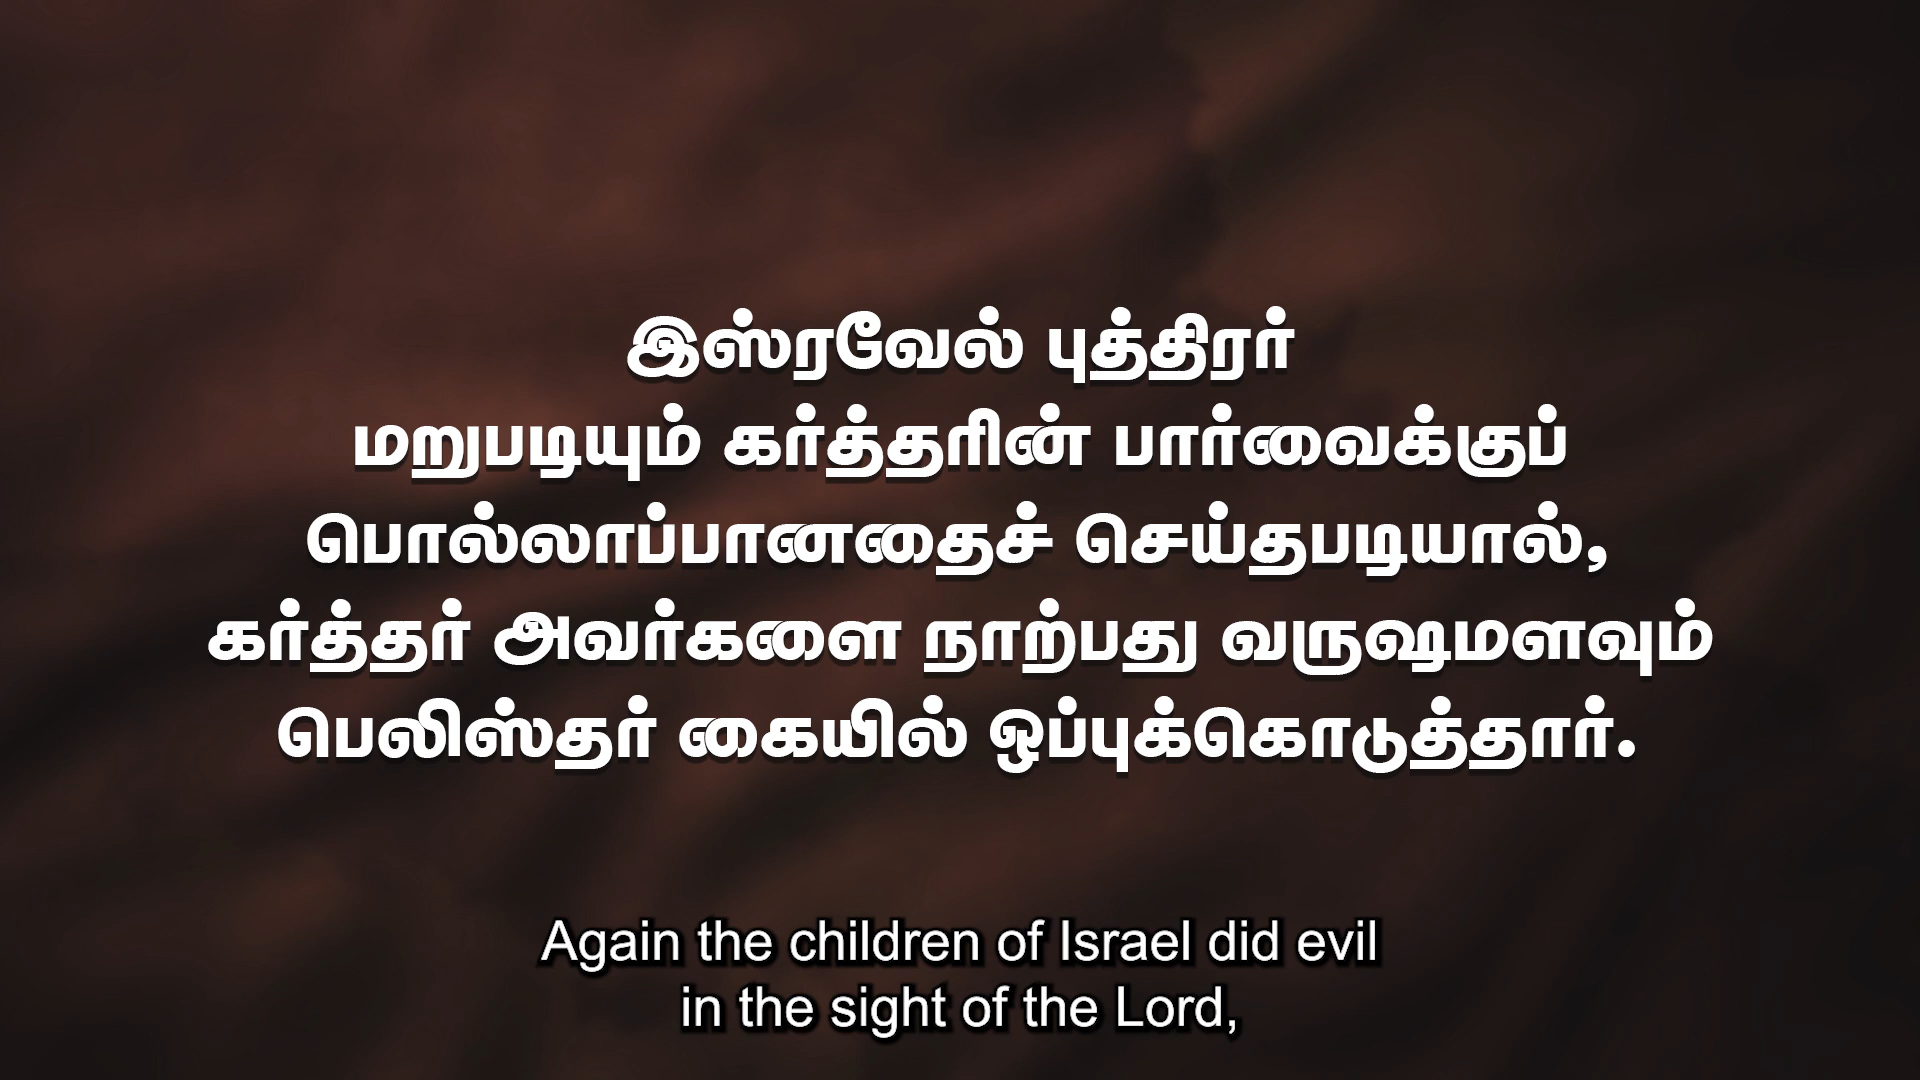 இஸ்ரவேல் புத்திரர்
மறுபடியும் கர்த்தரின் பார்வைக்குப்
பொல்லாப்பானதைச் செய்தபடியால்,
கர்த்தர் அவர்களை நாற்பது வருஷமளவும்
பெலிஸ்தர் கையில் ஒப்புக்கொடுத்தார்.
Again the children of Israel did evil
in the sight of the Lord,